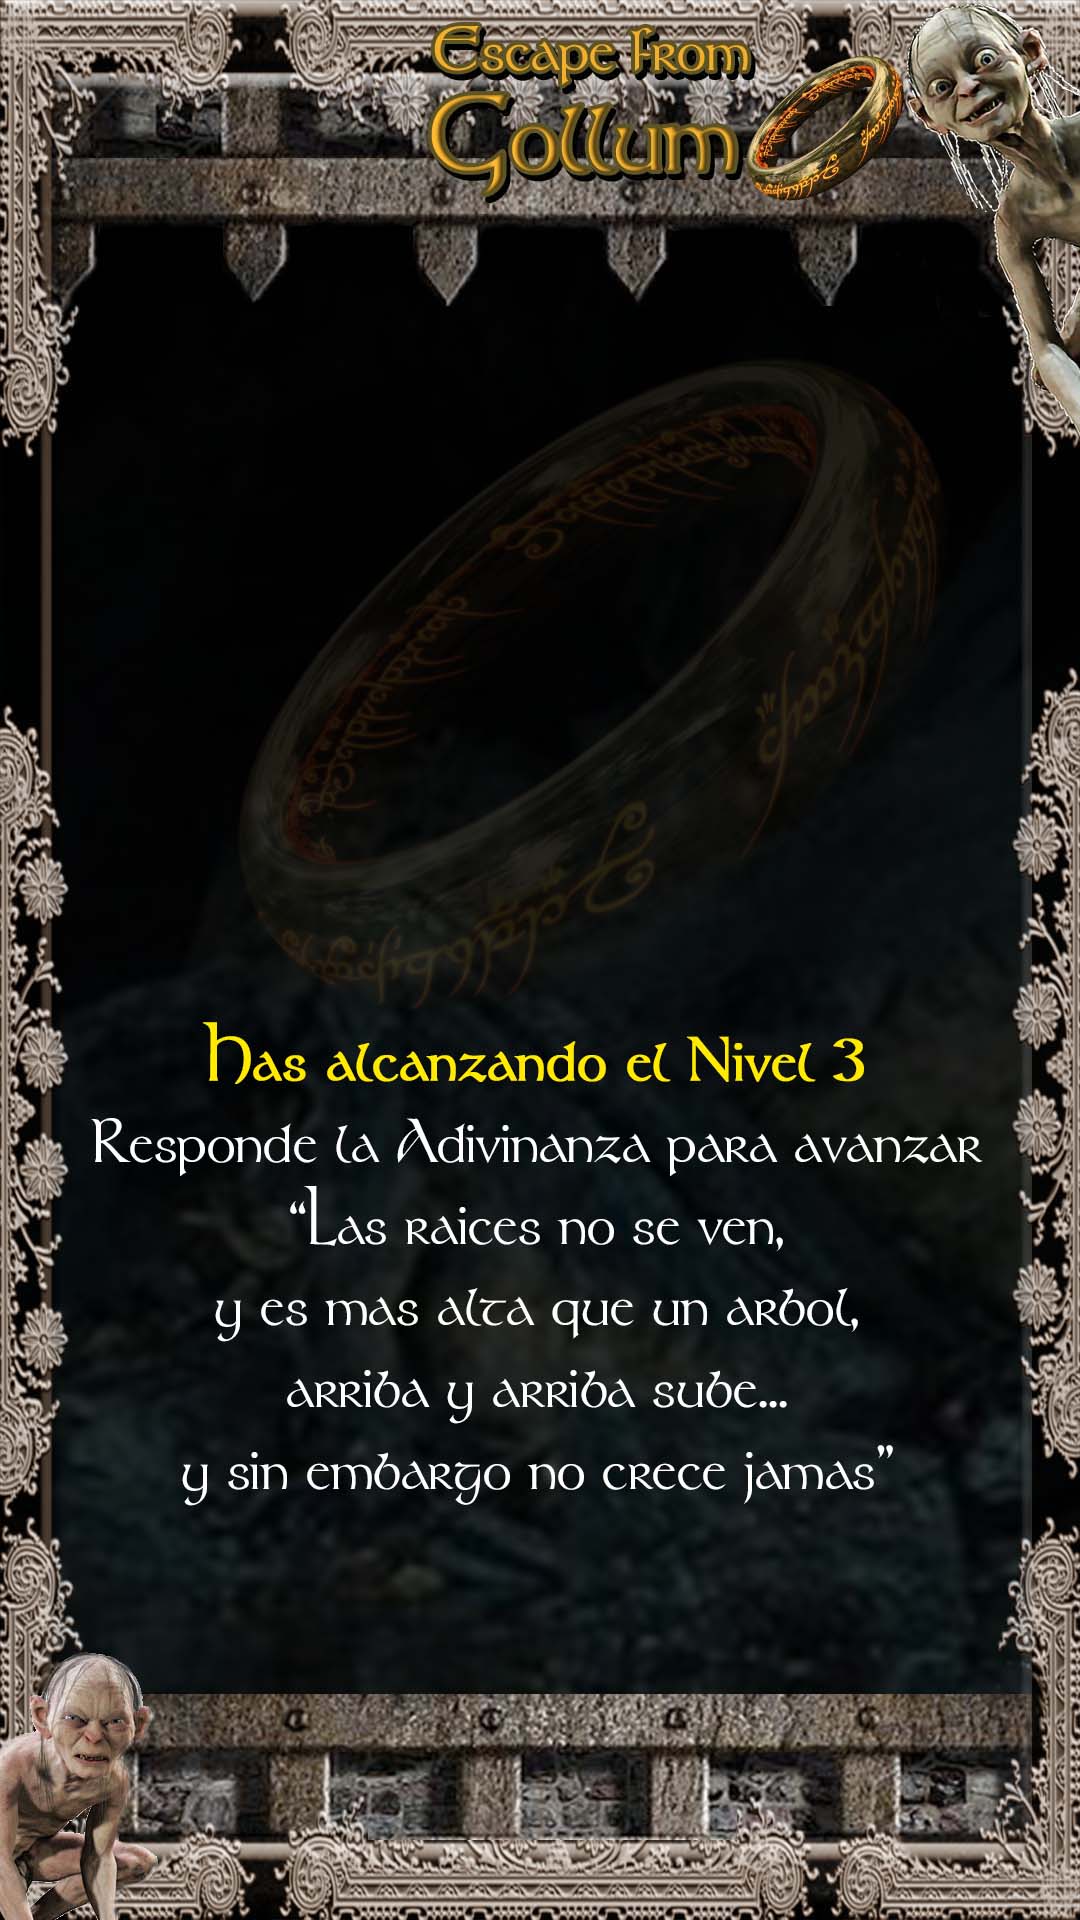 Escape from
Gollum
Has alcanzando el Nivel 3
Responde la Adivinanza para avanzar
“Las raices no se ven,
y es mas alta que un arbol,
arriba y arriba sube...
y sin embargo no crece jamas”